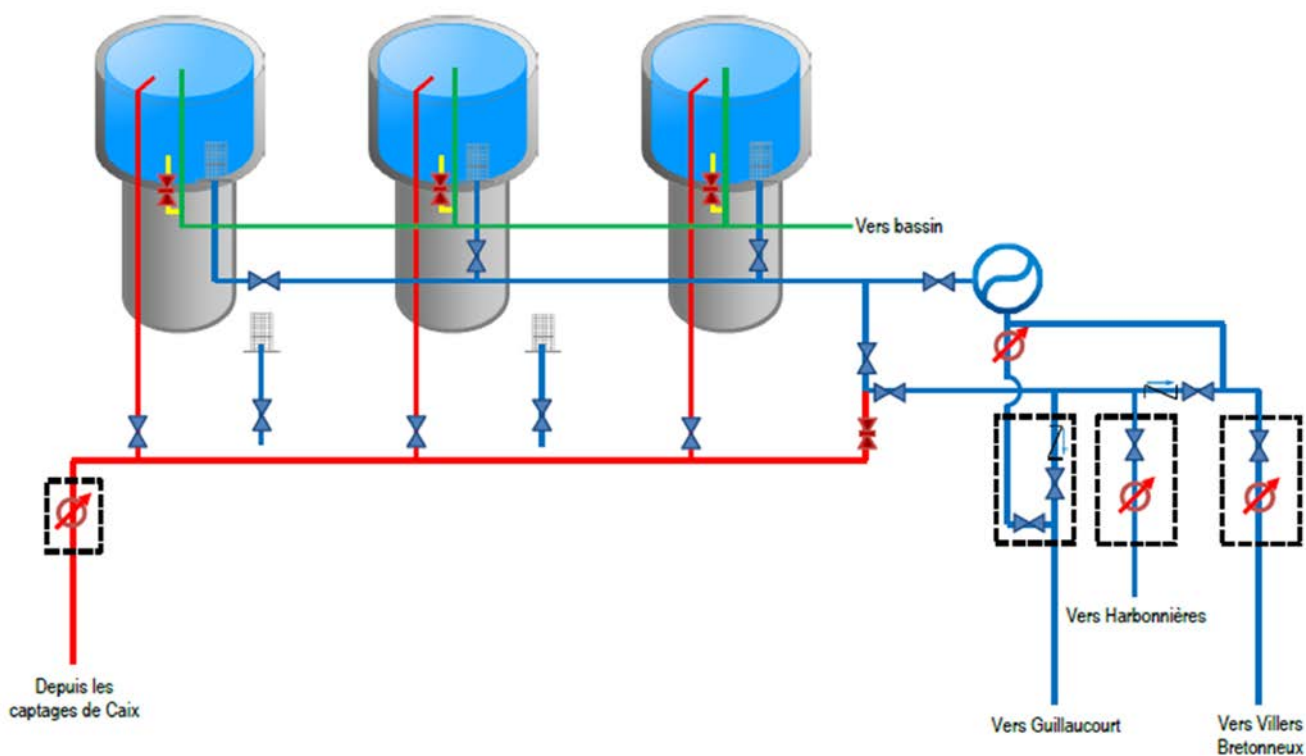 Vers bassin
Vers Harbonnières
Depuis les
captages de Caix
Vers Guillaucourt
Vers Villers
Bretonneux